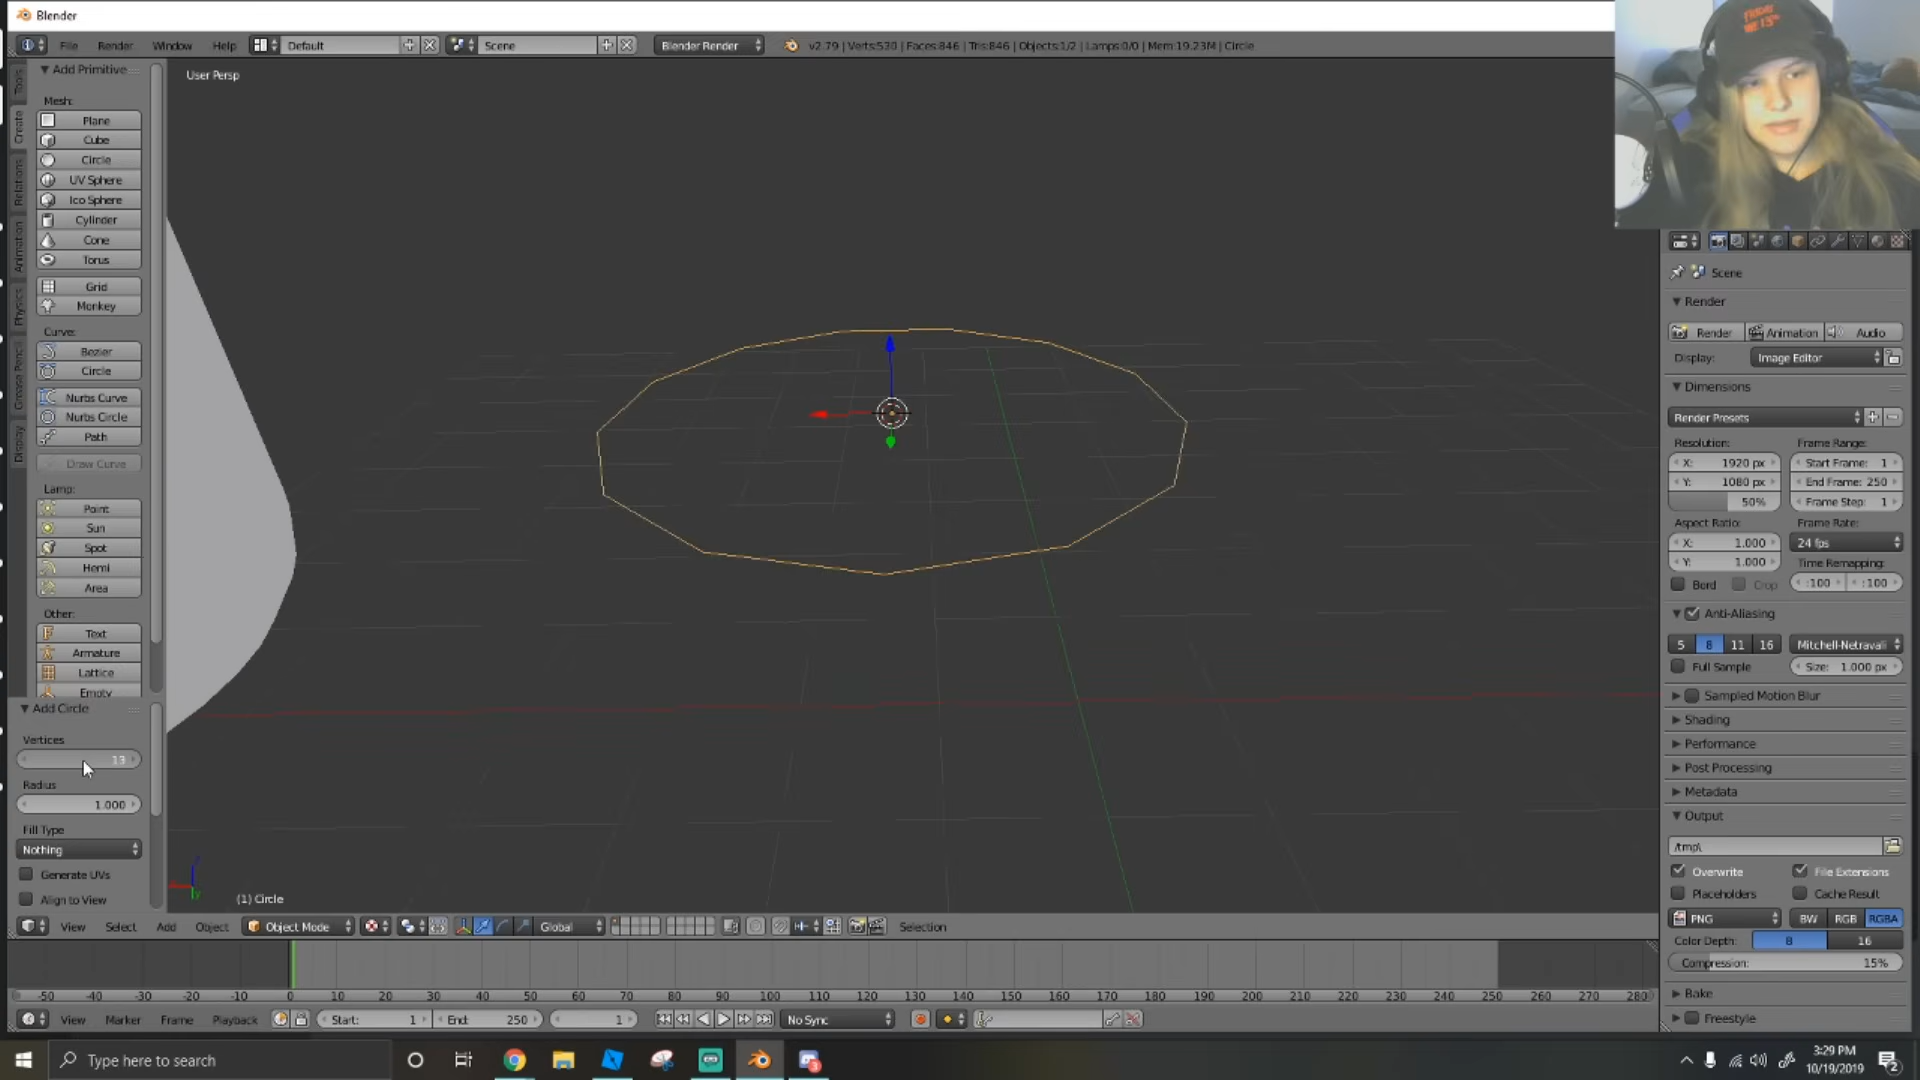 Blender
File Render Window Help Default Scene Blender Render v2.79 | Verts:530 | Faces:846 | Tris:846 | Objects:1/2 | Lamps:0/0 | Mem:19.23M | Circle
FRIDAY THE 13TH
Add Primitive
User Persp
Tools
Create
Relations
Animation
Physics
Grease Pencil
Display
Mesh:
Plane
Cube
Circle
UV Sphere
Ico Sphere
Cylinder
Cone
Torus
Grid
Monkey
Curve:
Bezier
Circle
Nurbs Curve
Nurbs Circle
Path
Draw Curve
Lamp:
Point
Sun
Spot
Hemi
Area
Other:
Text
Armature
Lattice
Empty
Add Circle
Vertices
13
Radius
1.000
Fill Type
Nothing
Generate UVs
Align to View
(1) Circle
Scene
Render
Render Animation Audio
Display: Image Editor
Dimensions
Render Presets
Resolution: Frame Range:
X: 1920 px Start Frame: 1
Y: 1080 px End Frame: 250
50% Frame Step: 1
Aspect Ratio: Frame Rate:
X: 1.000 24 fps
Y: 1.000 Time Remapping:
Bord Crop :100 :100
Anti-Aliasing
5 8 11 16 Mitchell-Netravali
Full Sample Size: 1.000 px
Sampled Motion Blur
Shading
Performance
Post Processing
Metadata
Output
/tmp\
Overwrite File Extensions
Placeholders Cache Result
PNG BW RGB RGBA
Color Depth: 8 16
Compression: 15%
Bake
Freestyle
View Select Add Object Object Mode Global Selection
-50 -40 -30 -20 -10 0 10 20 30 40 50 60 70 80 90 100 110 120 130 140 150 160 170 180 190 200 210 220 230 240 250 260 270 280
View Marker Frame Playback Start: 1 End: 250 1 No Sync
Type here to search
3:29 PM
10/19/2019
2